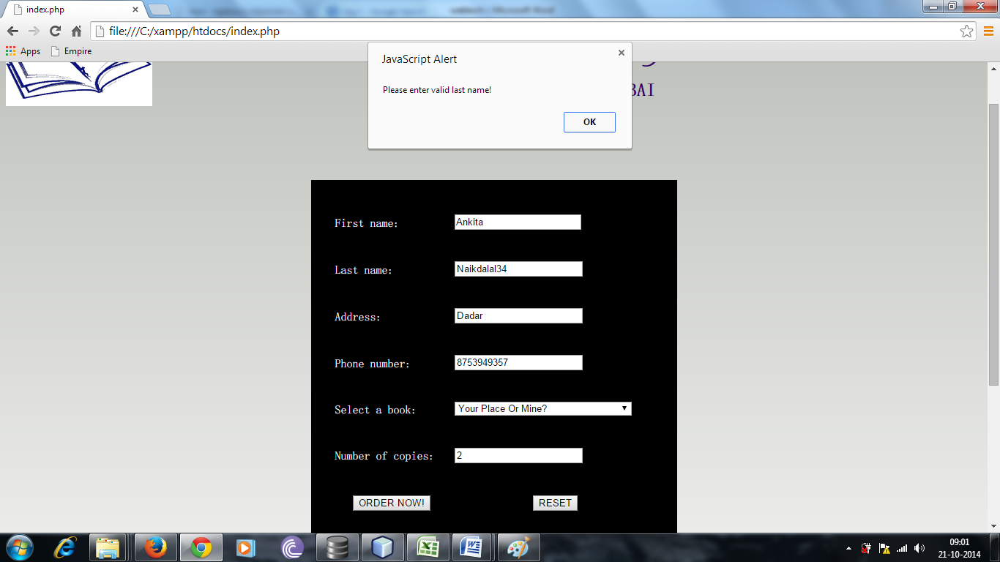 index.php
file:///C:/xampp/htdocs/index.php
Apps Empire
JavaScript Alert
Please enter valid last name!
OK
BAI
First name: Ankita
Last name: Naikdalal34
Address: Dadar
Phone number: 8753949357
Select a book: Your Place Or Mine?
Number of copies: 2
ORDER NOW! RESET
09:01
21-10-2014